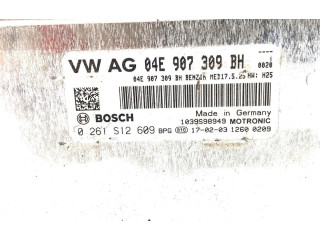 VW AG 04E 907 309 BH
04E 907 309 BH BENZIN MED17.5.25 HW: H25 0020
Made in Germany
BOSCH 1039S98949 MOTRONIC
0 261 S12 609 BPG 17-02-03 1260 0209